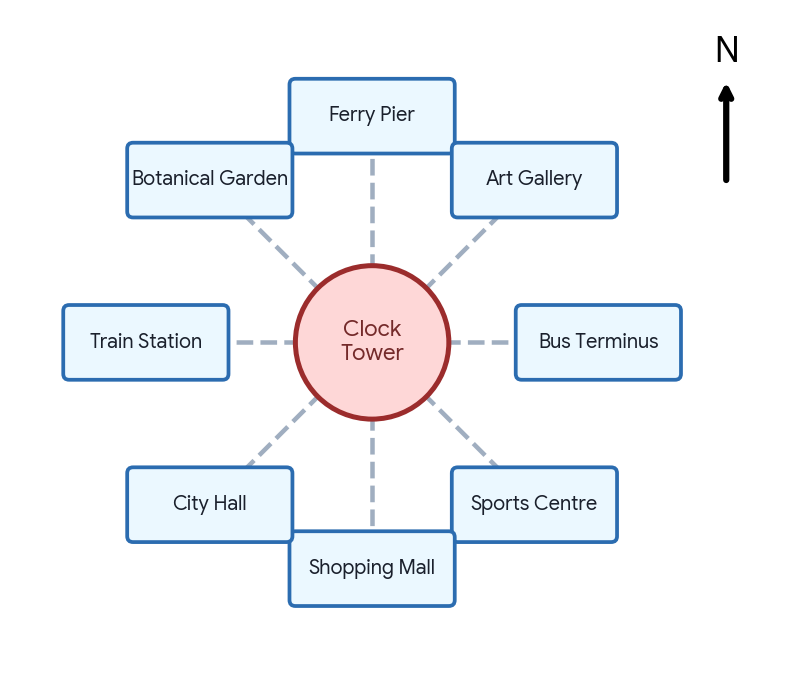 N
Ferry Pier
Botanical Garden
Art Gallery
Train Station
Clock
Tower
Bus Terminus
City Hall
Sports Centre
Shopping Mall